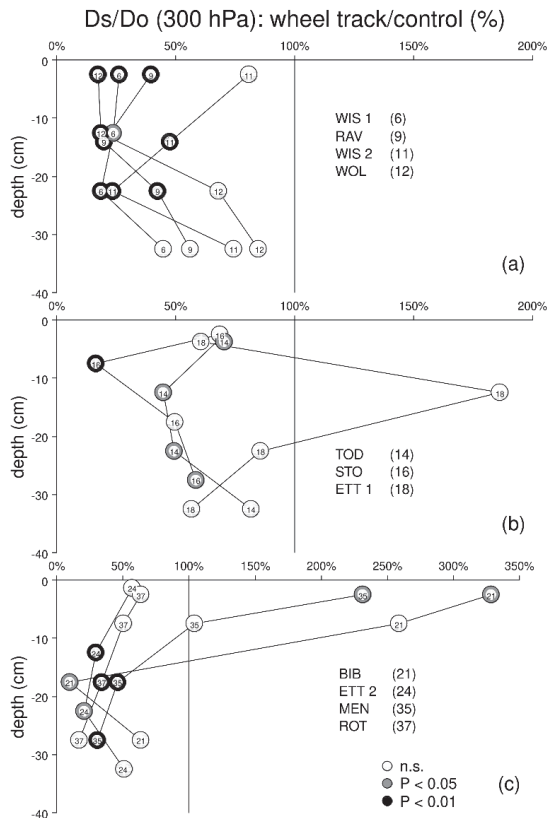 Ds/Do (300 hPa): wheel track/control (%)
0% 50% 100% 150% 200%
0
-10
-20
-30
-40
depth (cm)
12 6 9 11
12 6
9 11
6 11 9 12
6 9 11 12
WIS 1 (6)
RAV (9)
WIS 2 (11)
WOL (12)
(a)
0% 50% 100% 150% 200%
0
-10
-20
-30
-40
depth (cm)
16
18 14
16
14 18
16
14 18
16
18 14
TOD (14)
STO (16)
ETT 1 (18)
(b)
0% 50% 100% 150% 200% 250% 300% 350%
0
-10
-20
-30
-40
depth (cm)
24
37 35 21
37 35 21
24
21 37 35
24
37 35 21
24
BIB (21)
ETT 2 (24)
MEN (35)
ROT (37)
n.s.
P < 0.05
P < 0.01
(c)